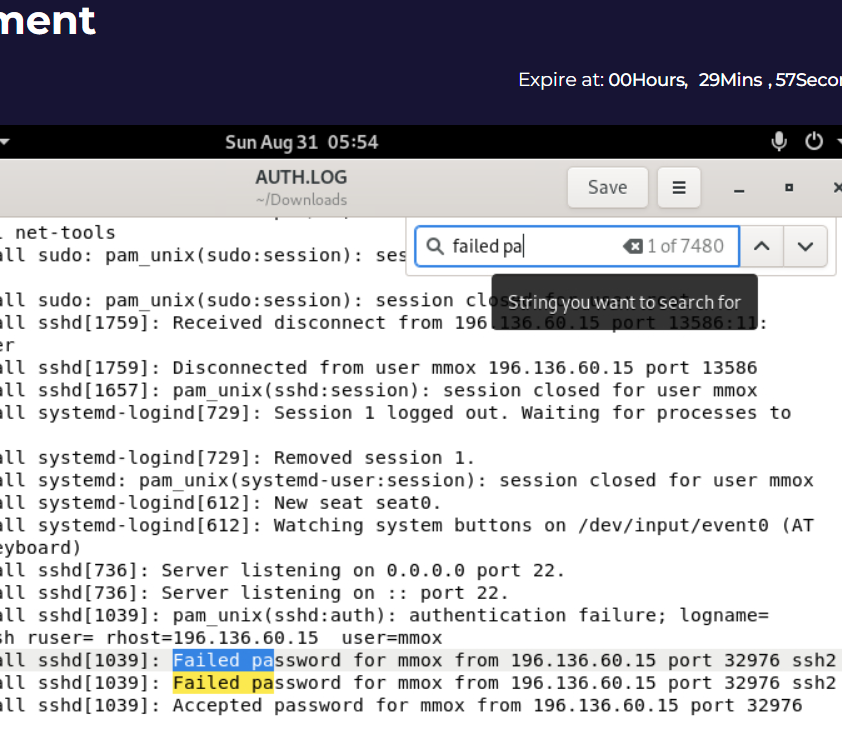 ment
Expire at: 00Hours, 29Mins , 57Secor
Sun Aug 31 05:54
AUTH.LOG
~/Downloads
Save
failed pa
1 of 7480
String you want to search for
l net-tools
all sudo: pam_unix(sudo:session): ses
all sudo: pam_unix(sudo:session): session clos
all sshd[1759]: Received disconnect from 196.136.60.15 port 13586:11:
er
all sshd[1759]: Disconnected from user mmox 196.136.60.15 port 13586
all sshd[1657]: pam_unix(sshd:session): session closed for user mmox
all systemd-logind[729]: Session 1 logged out. Waiting for processes to
all systemd-logind[729]: Removed session 1.
all systemd: pam_unix(systemd-user:session): session closed for user mmox
all systemd-logind[612]: New seat seat0.
all systemd-logind[612]: Watching system buttons on /dev/input/event0 (AT
eyboard)
all sshd[736]: Server listening on 0.0.0.0 port 22.
all sshd[736]: Server listening on :: port 22.
all sshd[1039]: pam_unix(sshd:auth): authentication failure; logname=
sh ruser= rhost=196.136.60.15  user=mmox
all sshd[1039]: Failed password for mmox from 196.136.60.15 port 32976 ssh2
all sshd[1039]: Failed password for mmox from 196.136.60.15 port 32976 ssh2
all sshd[1039]: Accepted password for mmox from 196.136.60.15 port 32976